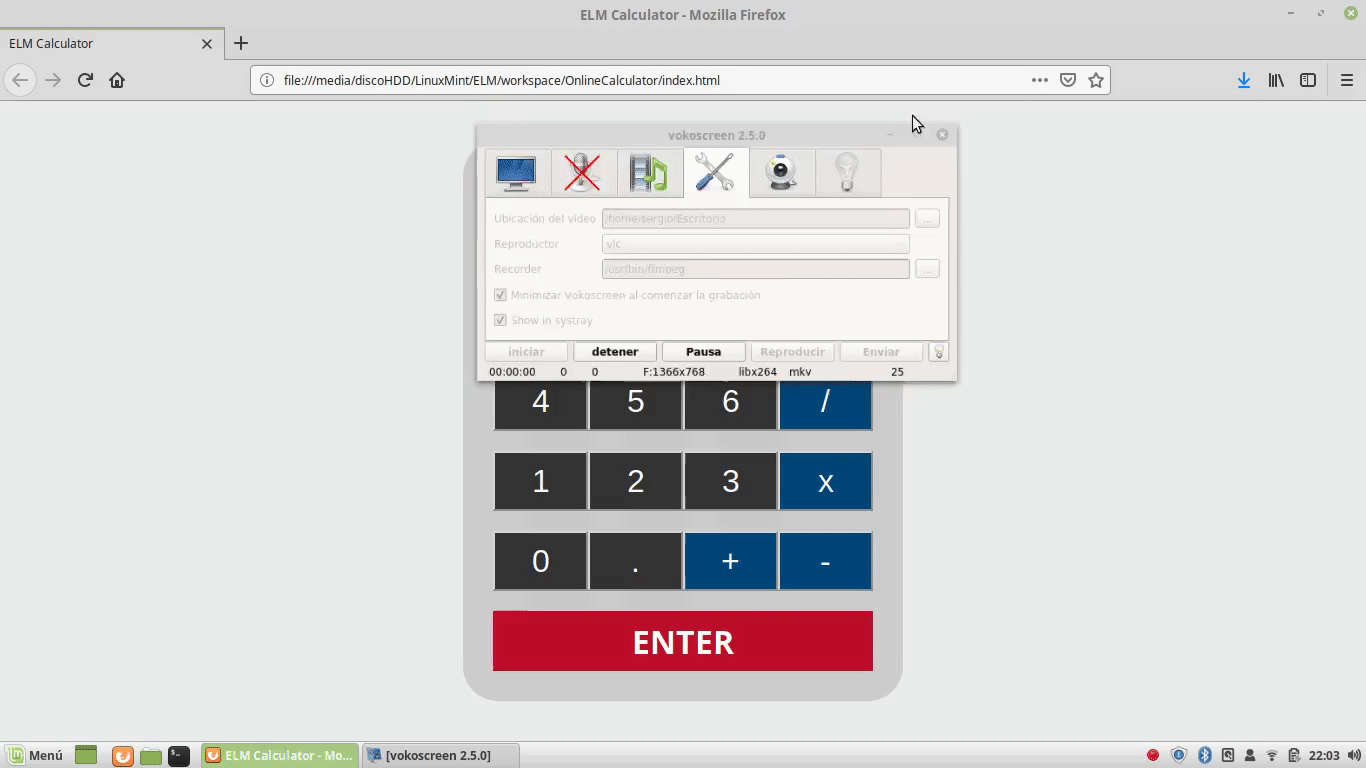 ELM Calculator - Mozilla Firefox
ELM Calculator
file:///media/discoHDD/LinuxMint/ELM/workspace/OnlineCalculator/index.html
vokoscreen 2.5.0
Ubicación del vídeo /home/sergio/Escritorio ...
Reproductor vlc
Recorder /usr/bin/ffmpeg ...
Minimizar Vokoscreen al comenzar la grabación
Show in systray
iniciar detener Pausa Reproducir Enviar
00:00:00 0 0 F:1366x768 libx264 mkv 25
4 5 6 /
1 2 3 x
0 . + -
ENTER
Menú ELM Calculator - Mo... [vokoscreen 2.5.0] 22:03